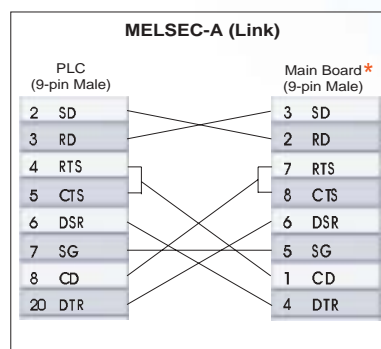 MELSEC-A (Link)
PLC
(9-pin Male)
Main Board*
(9-pin Male)
2 SD
3 RD
4 RTS
5 CTS
6 DSR
7 SG
8 CD
20 DTR
3 SD
2 RD
7 RTS
8 CTS
6 DSR
5 SG
1 CD
4 DTR